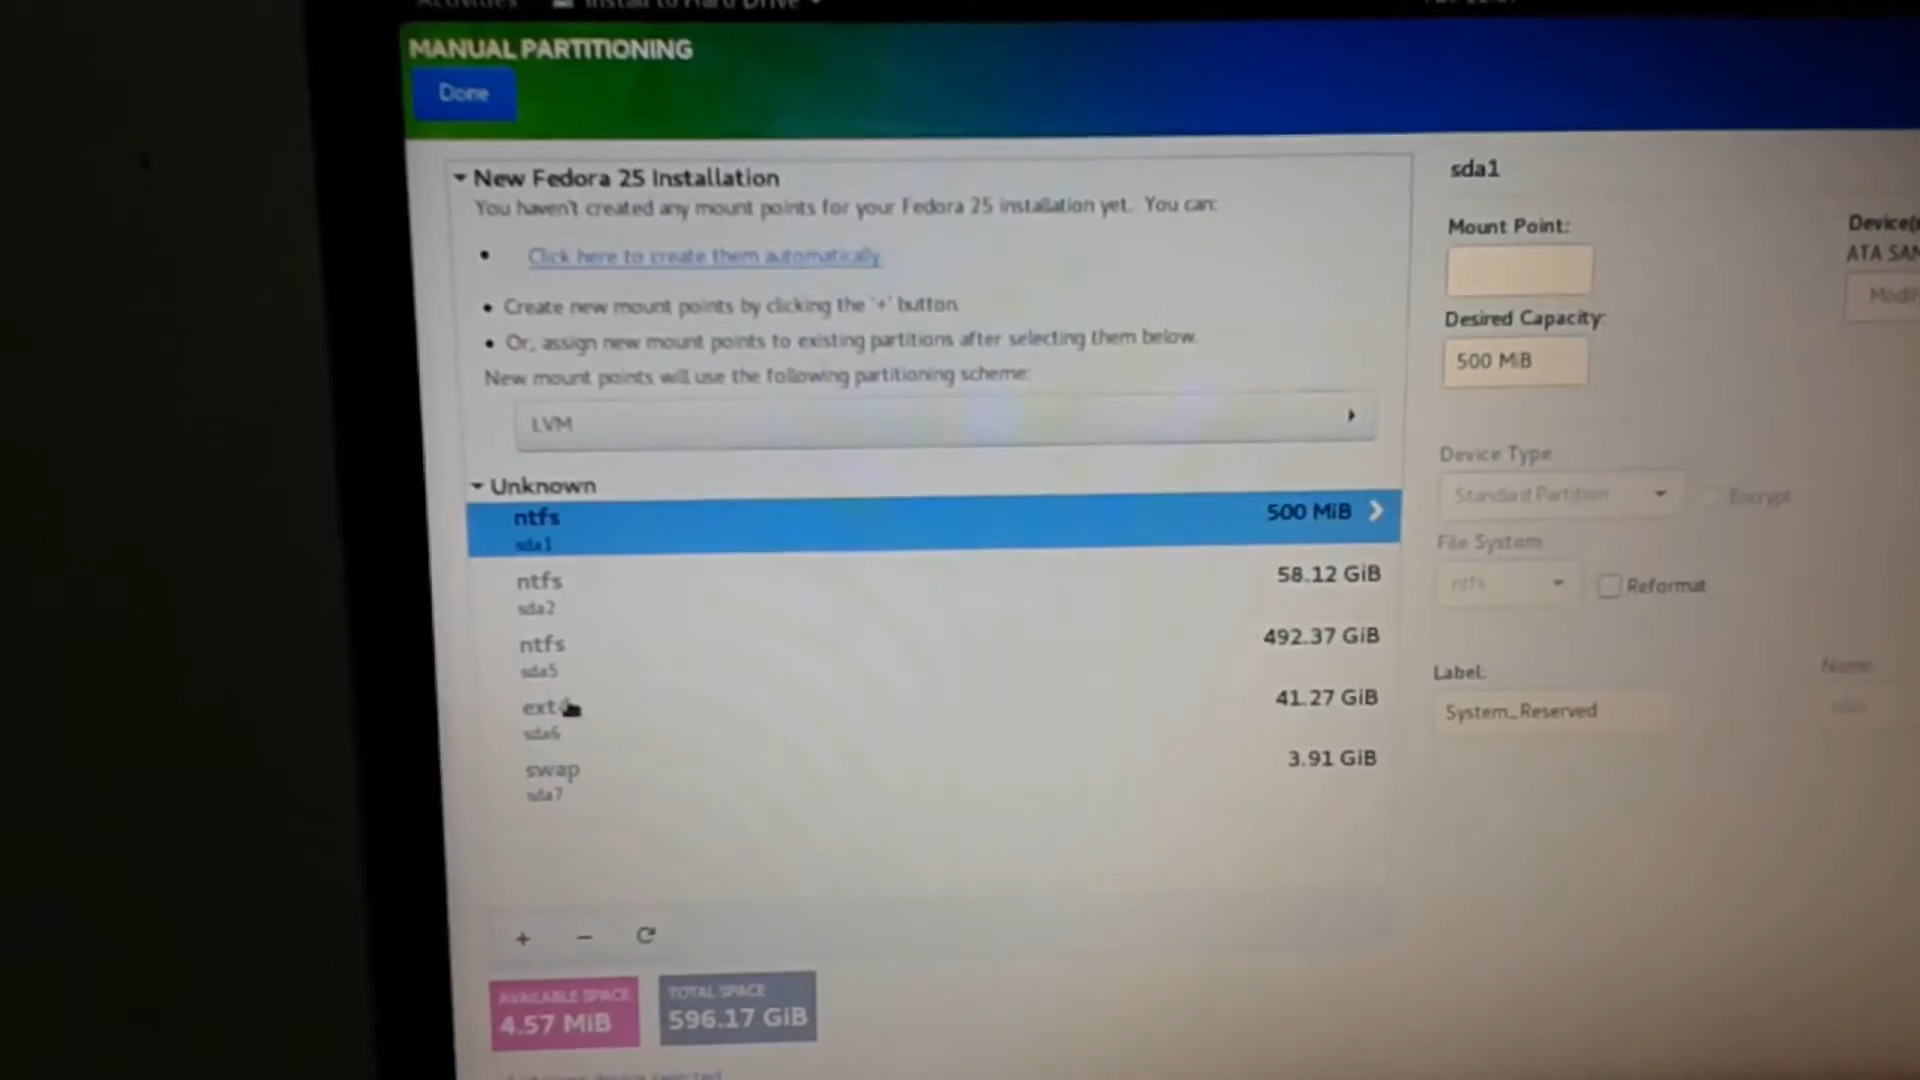 Activities Install to Hard Drive
MANUAL PARTITIONING
Done
New Fedora 25 Installation
You haven't created any mount points for your Fedora 25 installation yet. You can:
• Click here to create them automatically.
• Create new mount points by clicking the '+' button.
• Or, assign new mount points to existing partitions after selecting them below.
New mount points will use the following partitioning scheme:
LVM
Unknown
ntfs 500 MiB
sda1
ntfs 58.12 GiB
sda2
ntfs 492.37 GiB
sda5
ext4 41.27 GiB
sda6
swap 3.91 GiB
sda7
+ −
AVAILABLE SPACE
4.57 MiB
TOTAL SPACE
596.17 GiB
selected
sda1
Mount Point:
Desired Capacity:
500 MiB
ATA
Device Type
Standard Partition
Encrypt
File System
ntfs
Reformat
Label:
System_Reserved
Name